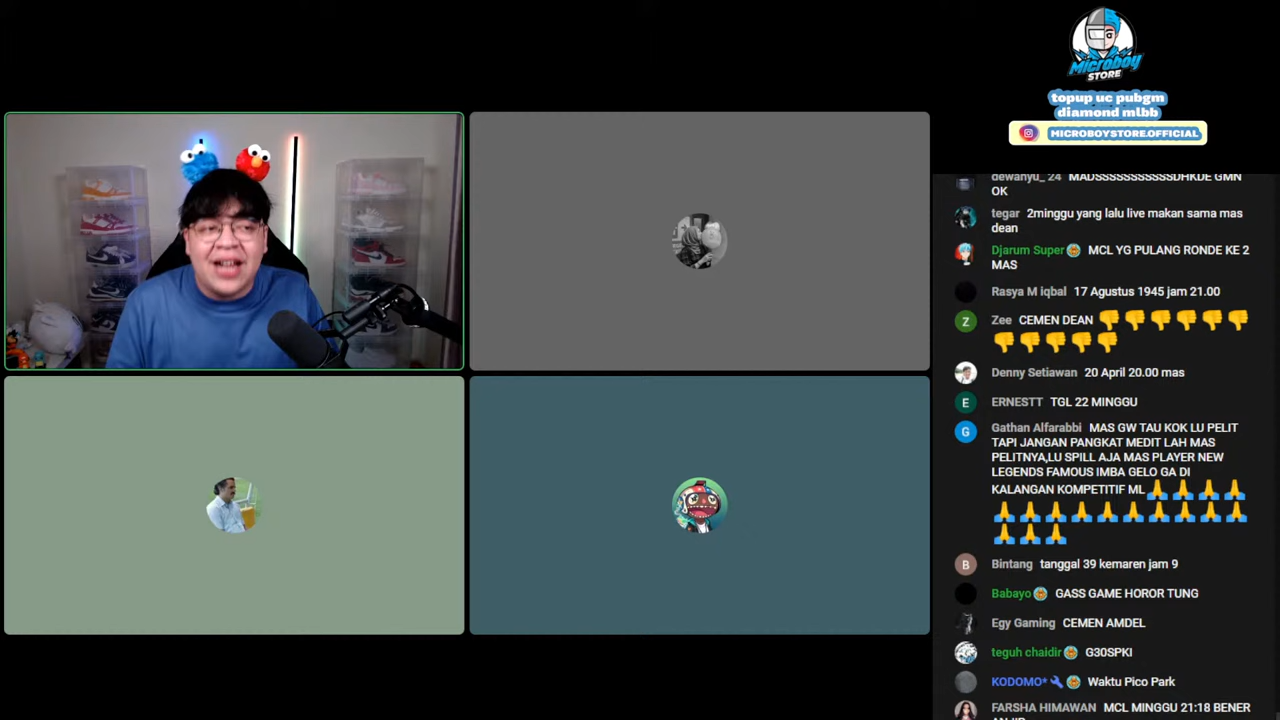 MICROBOY
STORE
topup uc pubgm
diamond mlbb
MICROBOYSTORE.OFFICIAL
dewanyu_ 24 MADSSSSSSSSSSSDHKDE GMN
OK
tegar 2minggu yang lalu live makan sama mas
dean
Djarum Super MCL YG PULANG RONDE KE 2
MAS
Rasya M iqbal 17 Agustus 1945 jam 21.00
Z Zee CEMEN DEAN 👎👎👎👎👎👎
👎👎👎👎👎
Denny Setiawan 20 April 20.00 mas
E ERNESTT TGL 22 MINGGU
G Gathan Alfarabbi MAS GW TAU KOK LU PELIT
TAPI JANGAN PANGKAT MEDIT LAH MAS
PELITNYA,LU SPILL AJA MAS PLAYER NEW
LEGENDS FAMOUS IMBA GELO GA DI
KALANGAN KOMPETITIF ML 🙏🙏🙏🙏
🙏🙏🙏🙏🙏🙏🙏🙏🙏🙏
🙏🙏🙏
B Bintang tanggal 39 kemaren jam 9
Babayo GASS GAME HOROR TUNG
Egy Gaming CEMEN AMDEL
teguh chaidir G30SPKI
KODOMO* Waktu Pico Park
FARSHA HIMAWAN MCL MINGGU 21:18 BENER